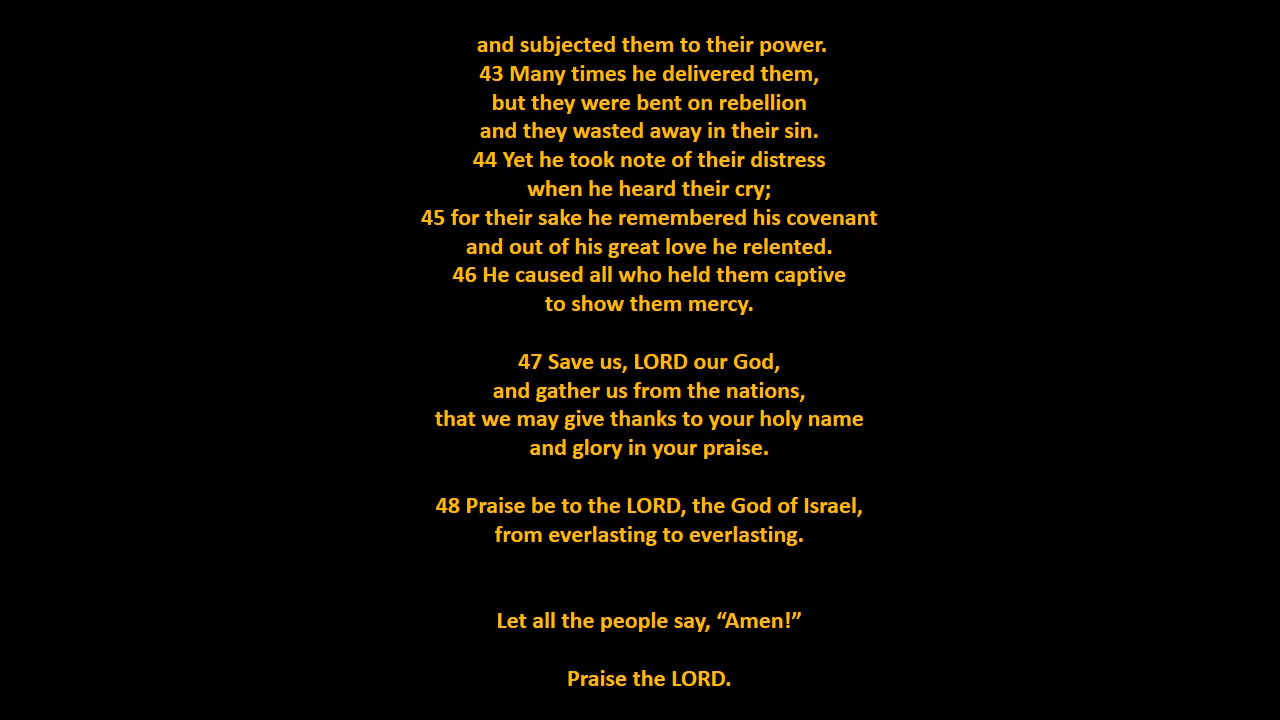 and subjected them to their power.
43 Many times he delivered them,
but they were bent on rebellion
and they wasted away in their sin.
44 Yet he took note of their distress
when he heard their cry;
45 for their sake he remembered his covenant
and out of his great love he relented.
46 He caused all who held them captive
to show them mercy.
47 Save us, LORD our God,
and gather us from the nations,
that we may give thanks to your holy name
and glory in your praise.
48 Praise be to the LORD, the God of Israel,
from everlasting to everlasting.
Let all the people say, “Amen!”
Praise the LORD.